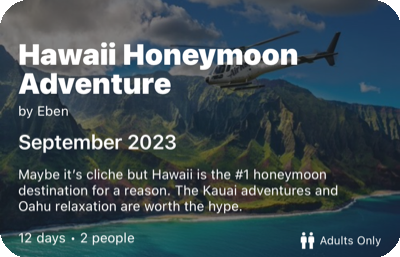 Hawaii Honeymoon
Adventure
by Eben
September 2023
Maybe it's cliche but Hawaii is the #1 honeymoon
destination for a reason. The Kauai adventures and
Oahu relaxation are worth the hype.
12 days • 2 people
Adults Only